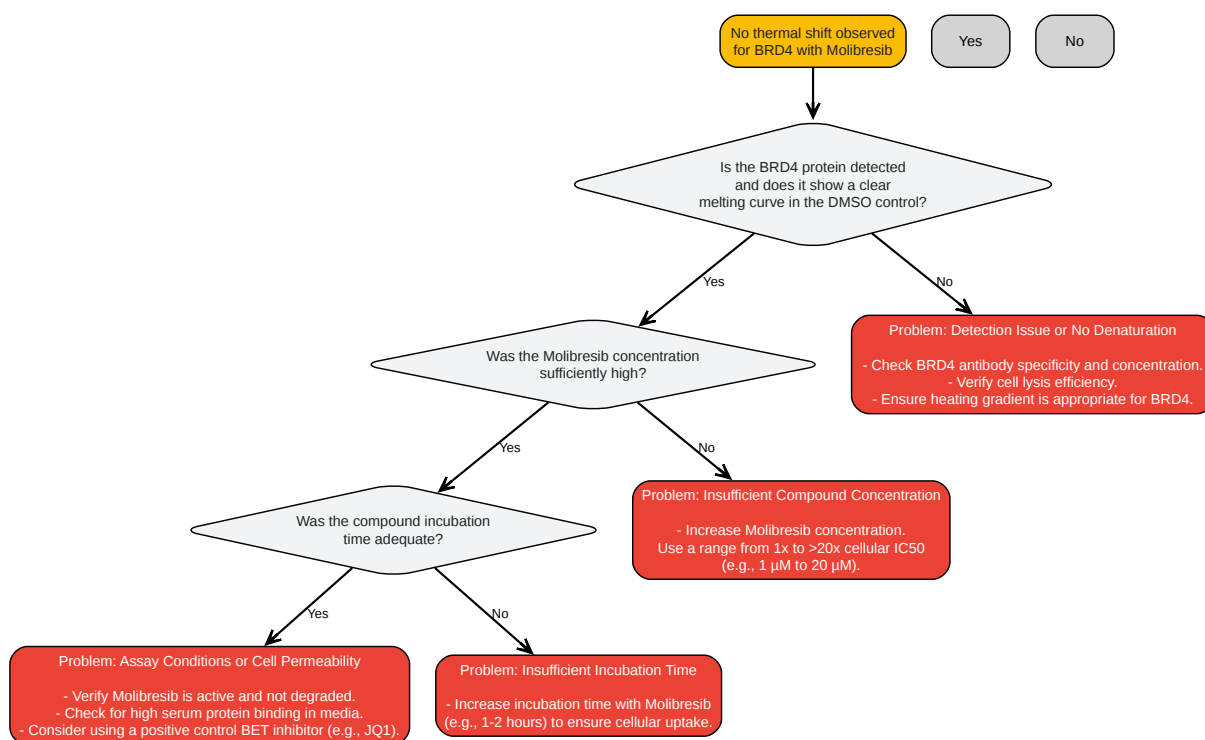 No thermal shift observed
for BRD4 with Molibresib
Yes
No
Is the BRD4 protein detected
and does it show a clear
melting curve in the DMSO control?
Yes
No
Problem: Detection Issue or No Denaturation
- Check BRD4 antibody specificity and concentration.
- Verify cell lysis efficiency.
- Ensure heating gradient is appropriate for BRD4.
Was the Molibresib concentration
sufficiently high?
Yes
No
Problem: Insufficient Compound Concentration
- Increase Molibresib concentration.
Use a range from 1x to >20x cellular IC50
(e.g., 1 µM to 20 µM).
Was the compound incubation
time adequate?
Yes
No
Problem: Assay Conditions or Cell Permeability
- Verify Molibresib is active and not degraded.
- Check for high serum protein binding in media.
- Consider using a positive control BET inhibitor (e.g., JQ1).
Problem: Insufficient Incubation Time
- Increase incubation time with Molibresib
(e.g., 1-2 hours) to ensure cellular uptake.